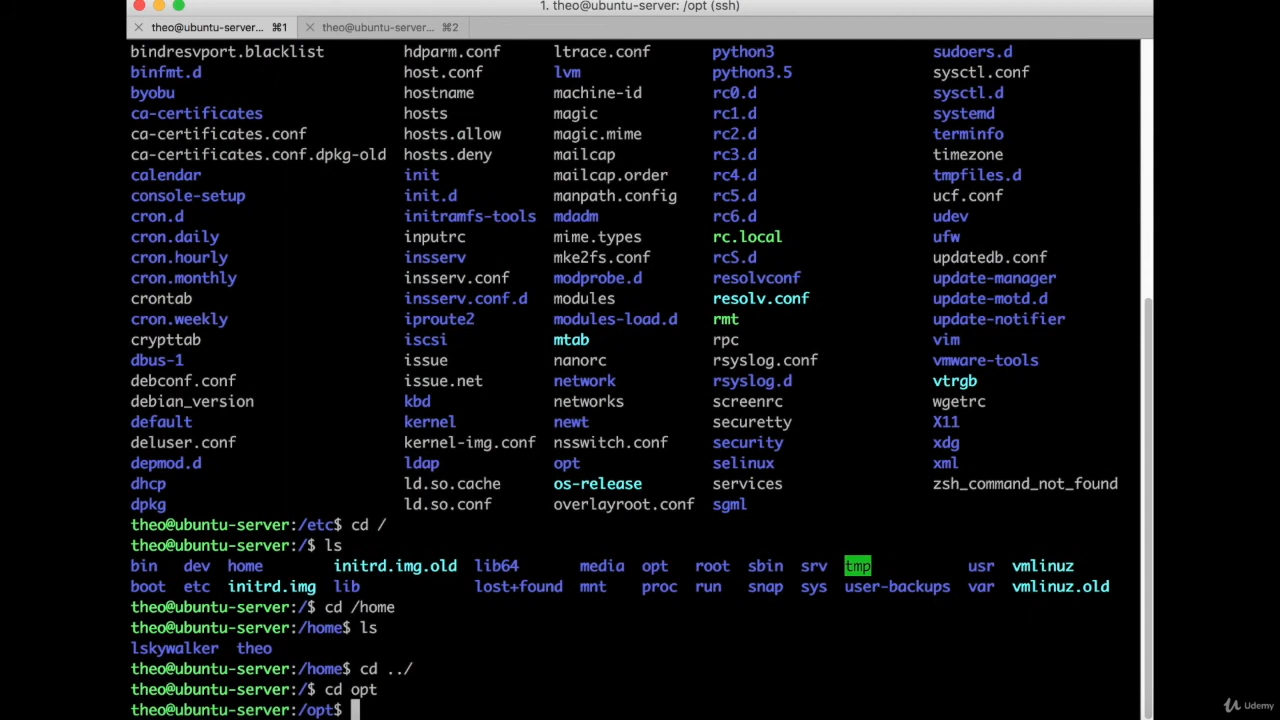 1. theo@ubuntu-server: /opt (ssh)
theo@ubuntu-server... ⌘1 theo@ubuntu-server... ⌘2
bindresvport.blacklist hdparm.conf ltrace.conf python3 sudoers.d
binfmt.d host.conf lvm python3.5 sysctl.conf
byobu hostname machine-id rc0.d sysctl.d
ca-certificates hosts magic rc1.d systemd
ca-certificates.conf hosts.allow magic.mime rc2.d terminfo
ca-certificates.conf.dpkg-old hosts.deny mailcap rc3.d timezone
calendar init mailcap.order rc4.d tmpfiles.d
console-setup init.d manpath.config rc5.d ucf.conf
cron.d initramfs-tools mdadm rc6.d udev
cron.daily inputrc mime.types rc.local ufw
cron.hourly insserv mke2fs.conf rcS.d updatedb.conf
cron.monthly insserv.conf modprobe.d resolvconf update-manager
crontab insserv.conf.d modules resolv.conf update-motd.d
cron.weekly iproute2 modules-load.d rmt update-notifier
crypttab iscsi mtab rpc vim
dbus-1 issue nanorc rsyslog.conf vmware-tools
debconf.conf issue.net network rsyslog.d vtrgb
debian_version kbd networks screenrc wgetrc
default kernel newt securetty X11
deluser.conf kernel-img.conf nsswitch.conf security xdg
depmod.d ldap opt selinux xml
dhcp ld.so.cache os-release services zsh_command_not_found
dpkg ld.so.conf overlayroot.conf sgml
theo@ubuntu-server:/etc$ cd /
theo@ubuntu-server:/$ ls
bin dev home initrd.img.old lib64 media opt root sbin srv tmp usr vmlinuz
boot etc initrd.img lib lost+found mnt proc run snap sys user-backups var vmlinuz.old
theo@ubuntu-server:/$ cd /home
theo@ubuntu-server:/home$ ls
lskywalker theo
theo@ubuntu-server:/home$ cd ../
theo@ubuntu-server:/$ cd opt
theo@ubuntu-server:/opt$
Udemy